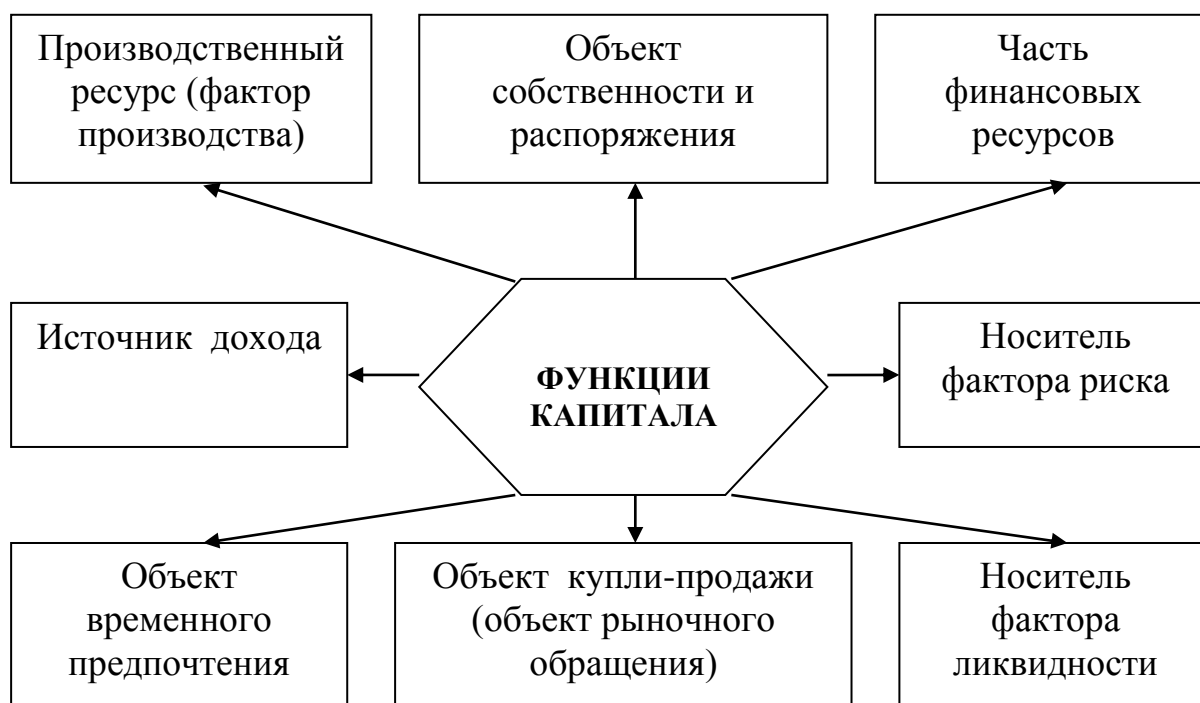 Производственный
ресурс (фактор
производства)
Объект
собственности и
распоряжения
Часть
финансовых
ресурсов
Источник дохода
ФУНКЦИИ
КАПИТАЛА
Носитель
фактора риска
Объект
временного
предпочтения
Объект купли-продажи
(объект рыночного
обращения)
Носитель
фактора
ликвидности